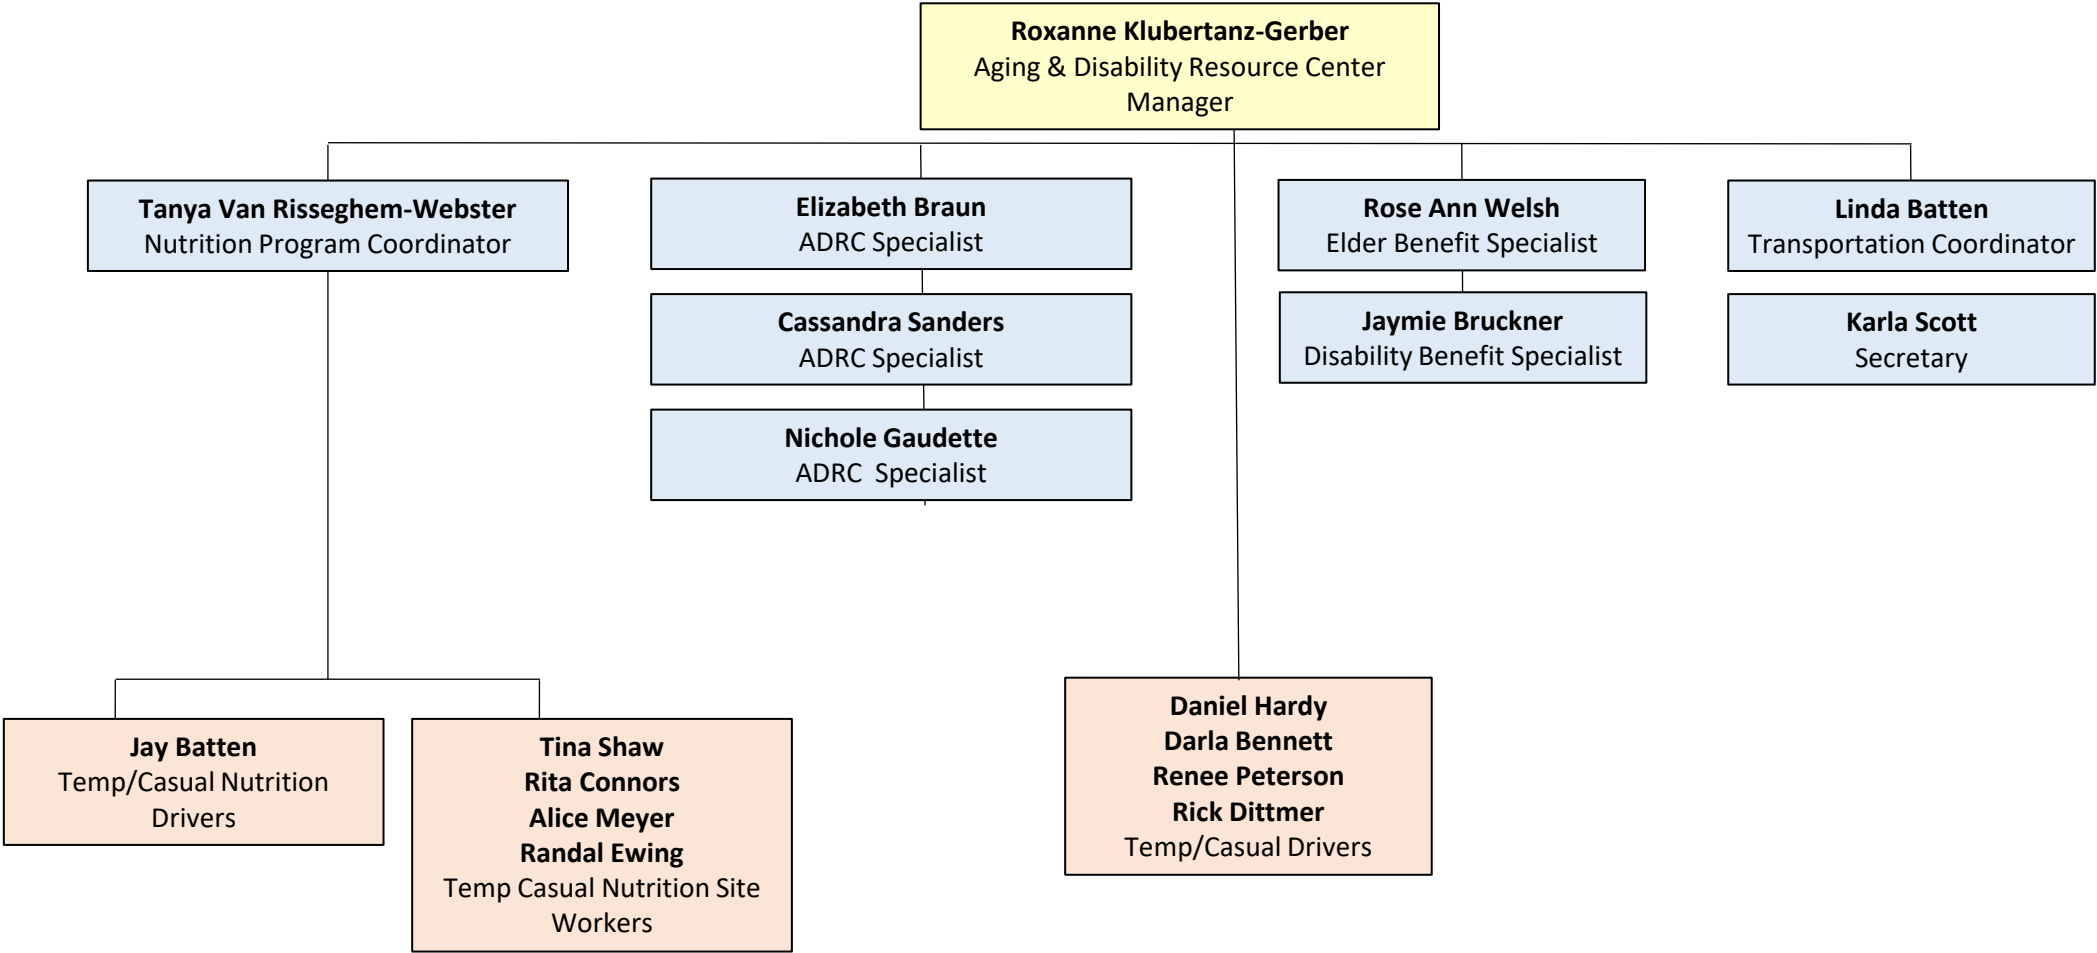 Roxanne Klubertanz-Gerber
Aging & Disability Resource Center
Manager
Tanya Van Risseghem-Webster
Nutrition Program Coordinator
Elizabeth Braun
ADRC Specialist
Cassandra Sanders
ADRC Specialist
Nichole Gaudette
ADRC  Specialist
Rose Ann Welsh
Elder Benefit Specialist
Jaymie Bruckner
Disability Benefit Specialist
Linda Batten
Transportation Coordinator
Karla Scott
Secretary
Jay Batten
Temp/Casual Nutrition
Drivers
Tina Shaw
Rita Connors
Alice Meyer
Randal Ewing
Temp Casual Nutrition Site
Workers
Daniel Hardy
Darla Bennett
Renee Peterson
Rick Dittmer
Temp/Casual Drivers